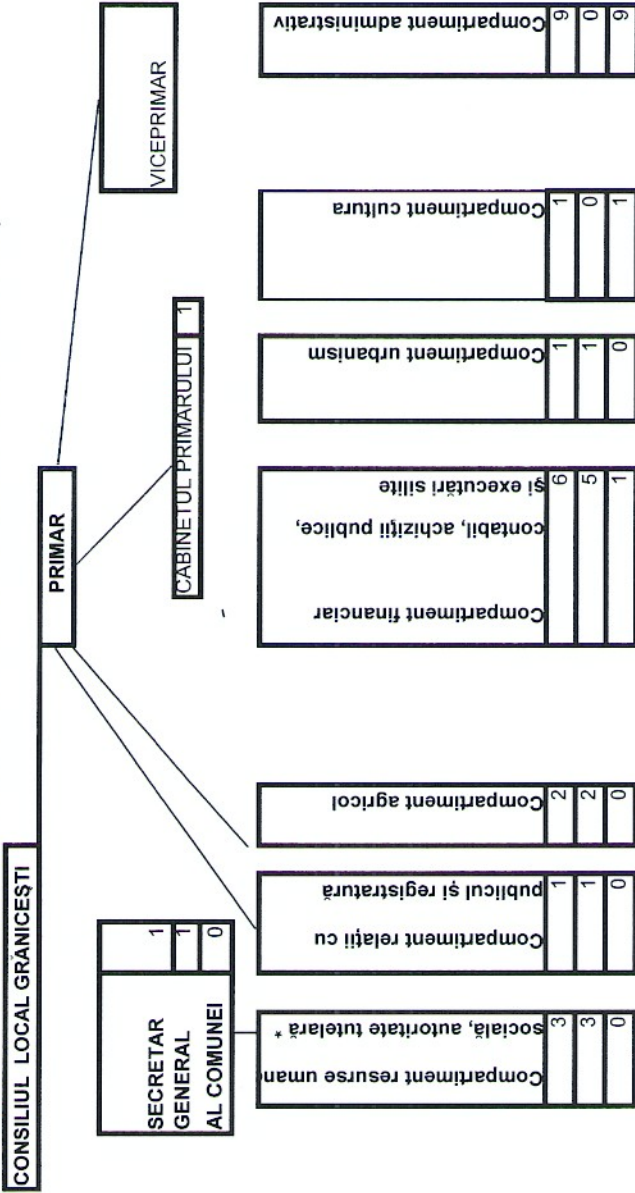 CONSILIUL LOCAL GRĂNICEȘTI
PRIMAR
VICEPRIMAR
CABINETUL PRIMARULUI 1
SECRETAR 1
GENERAL 1
AL COMUNEI 0
Compartiment resurse uman
socială, autoritate tutelară *
3
3
0
Compartiment relații cu
publicul și registratură
1
1
0
Compartiment agricol
2
2
0
Compartiment financiar
contabil, achiziții publice,
și executări silite
6
5
1
Compartiment urbanism
1
1
0
Compartiment cultura
1
0
1
Compartiment administrativ
9
0
9